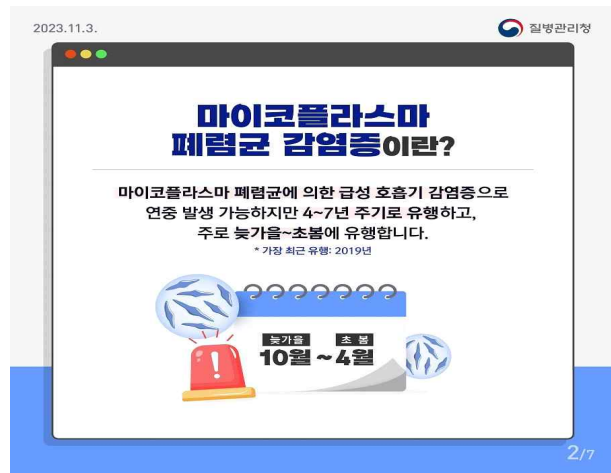 2023.11.3.
질병관리청
마이코플라스마
폐렴균 감염증이란?
마이코플라스마 폐렴균에 의한 급성 호흡기 감염증으로
연중 발생 가능하지만 4~7년 주기로 유행하고,
주로 늦가을~초봄에 유행합니다.
* 가장 최근 유행: 2019년
늦가을 초봄
10월 ~ 4월
2/7